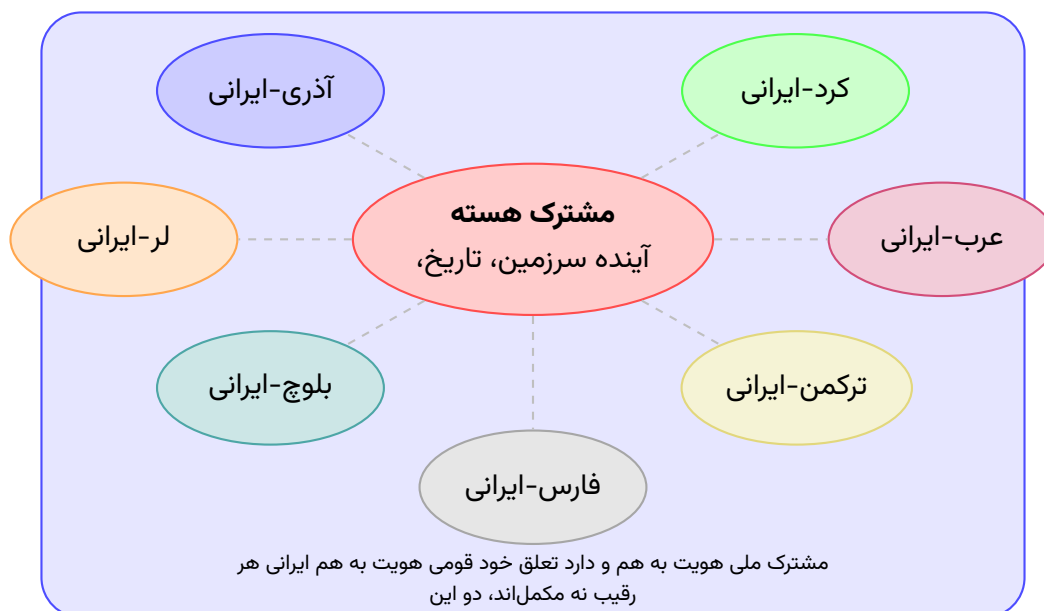 آذری-ایرانی
کرد-ایرانی
مشترک هسته
آینده سرزمین، تاریخ،
لر-ایرانی
عرب-ایرانی
بلوچ-ایرانی
ترکمن-ایرانی
فارس-ایرانی
مشترک ملی هویت به هم و دارد تعلق خود قومی هویت به هم ایرانی هر
رقیب نه مکمل‌اند، دو این